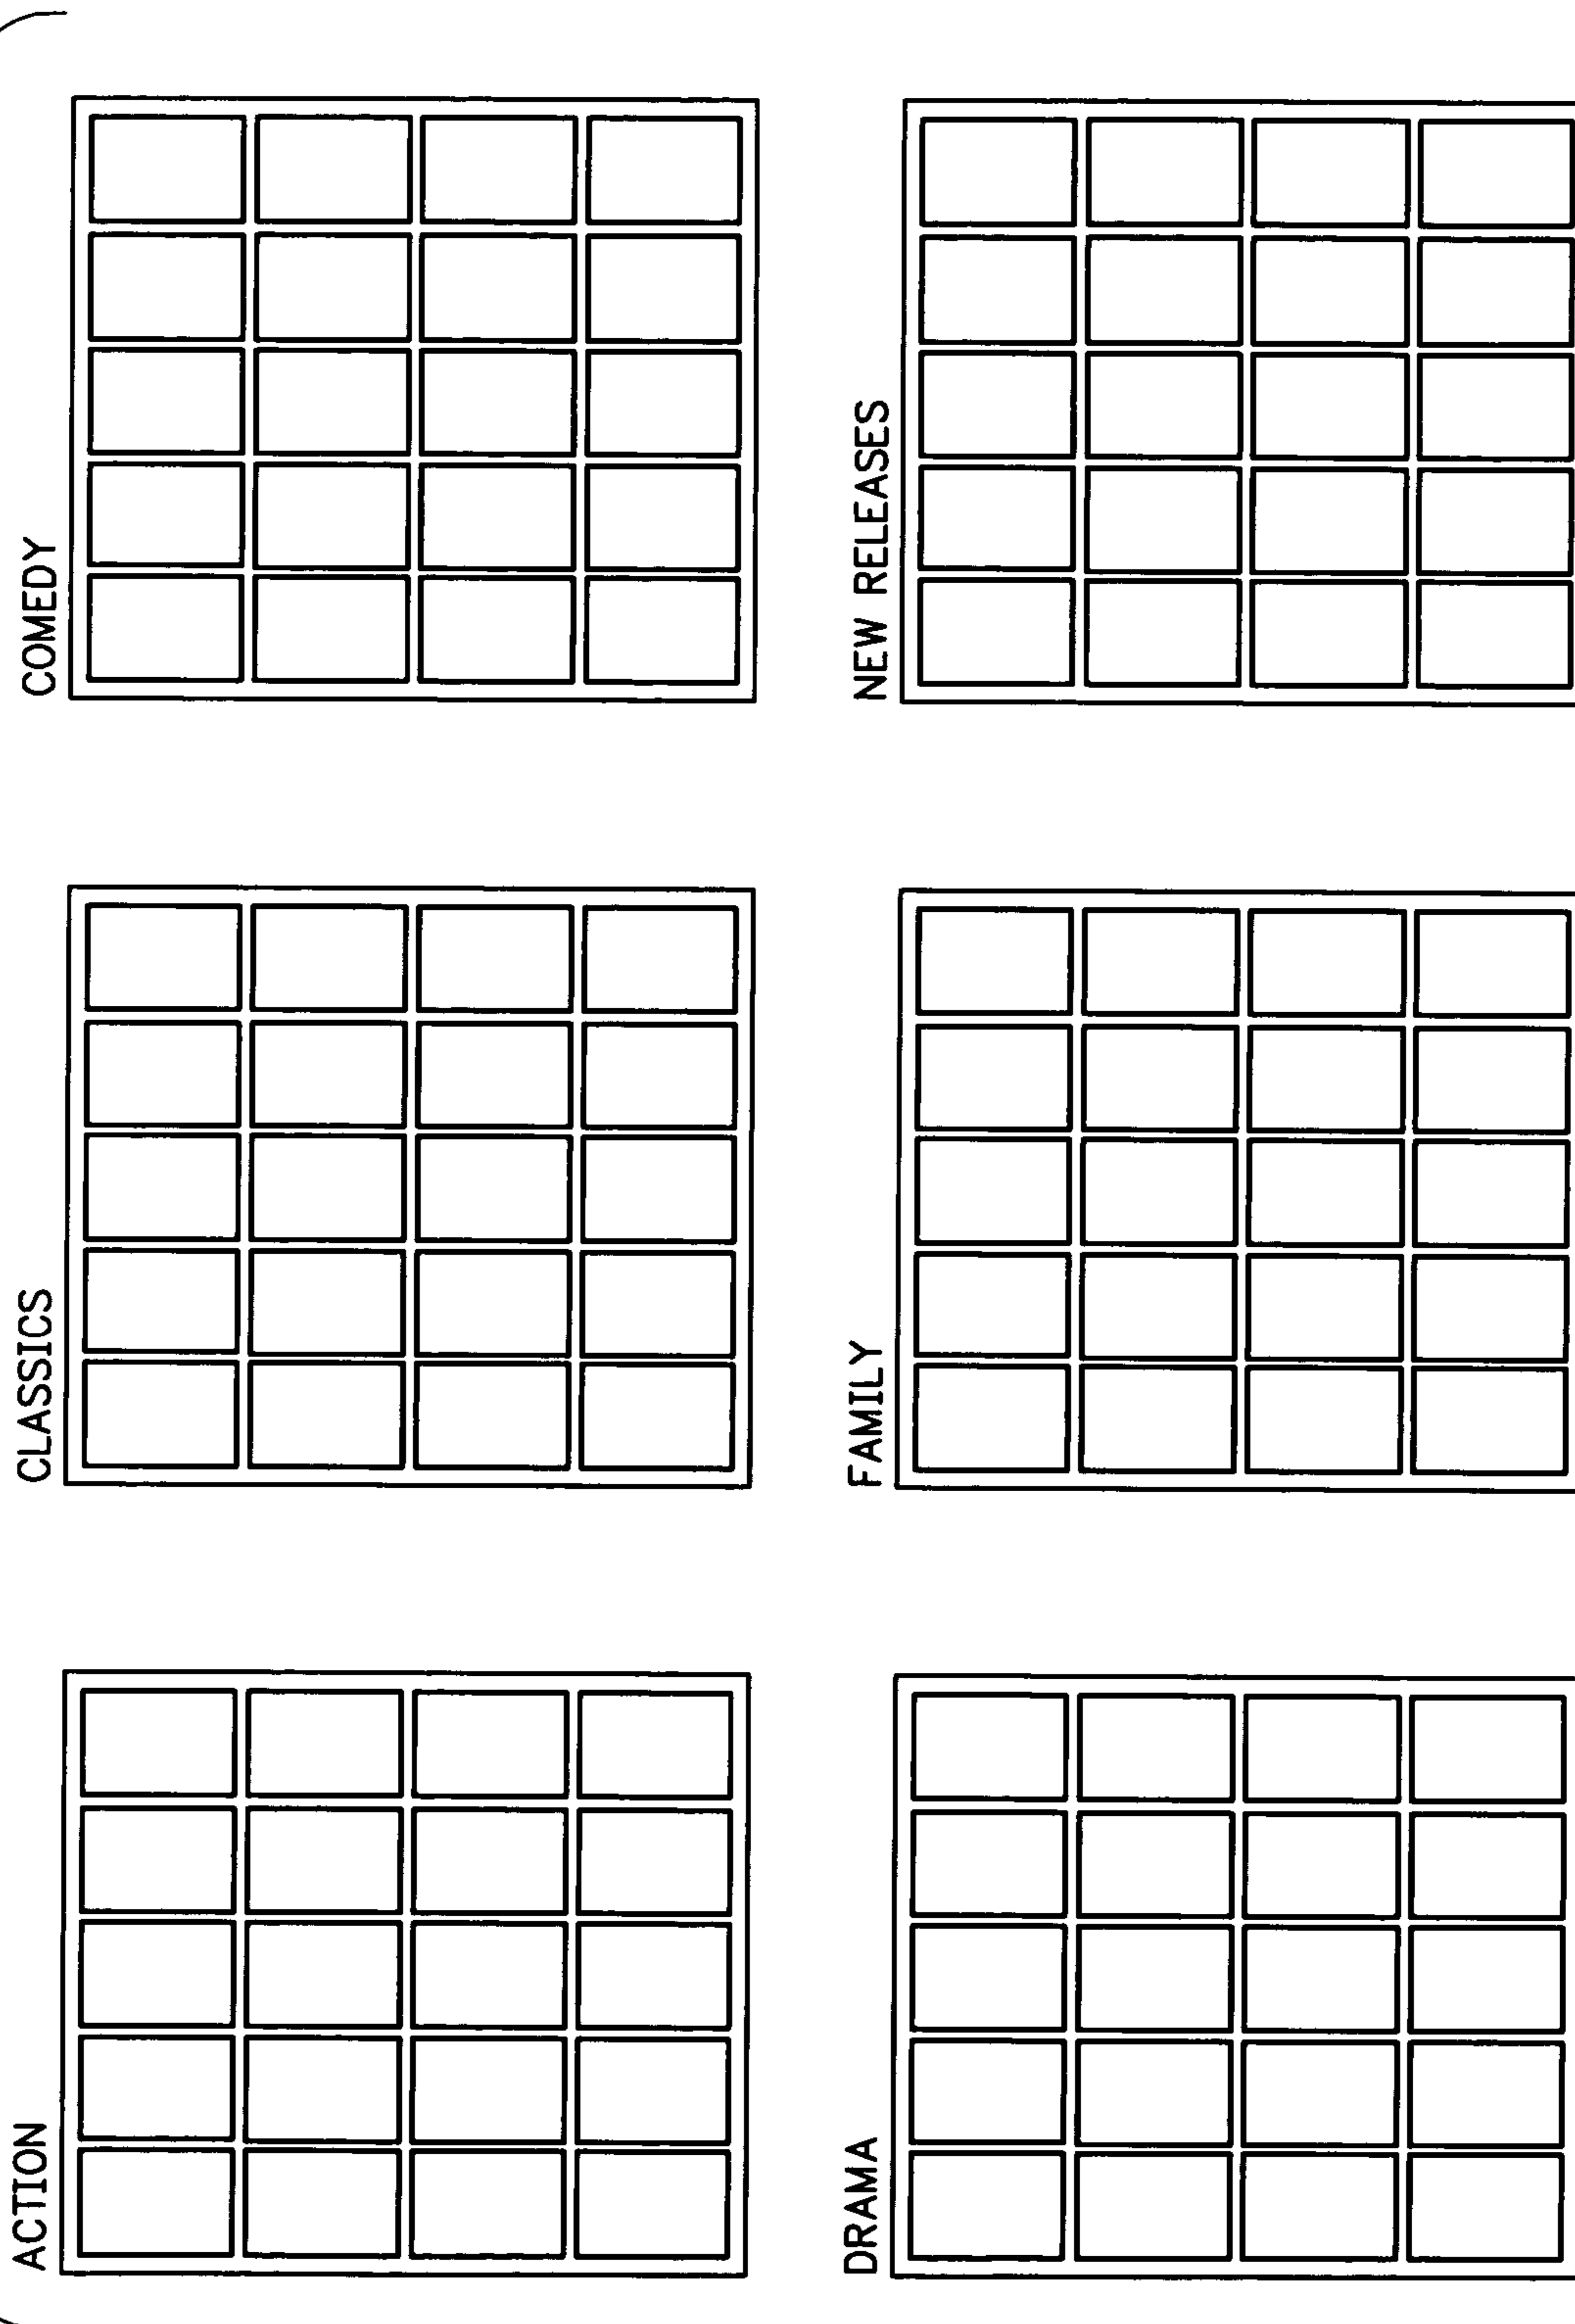 ACTION
CLASSICS
COMEDY
DRAMA
FAMILY
NEW RELEASES